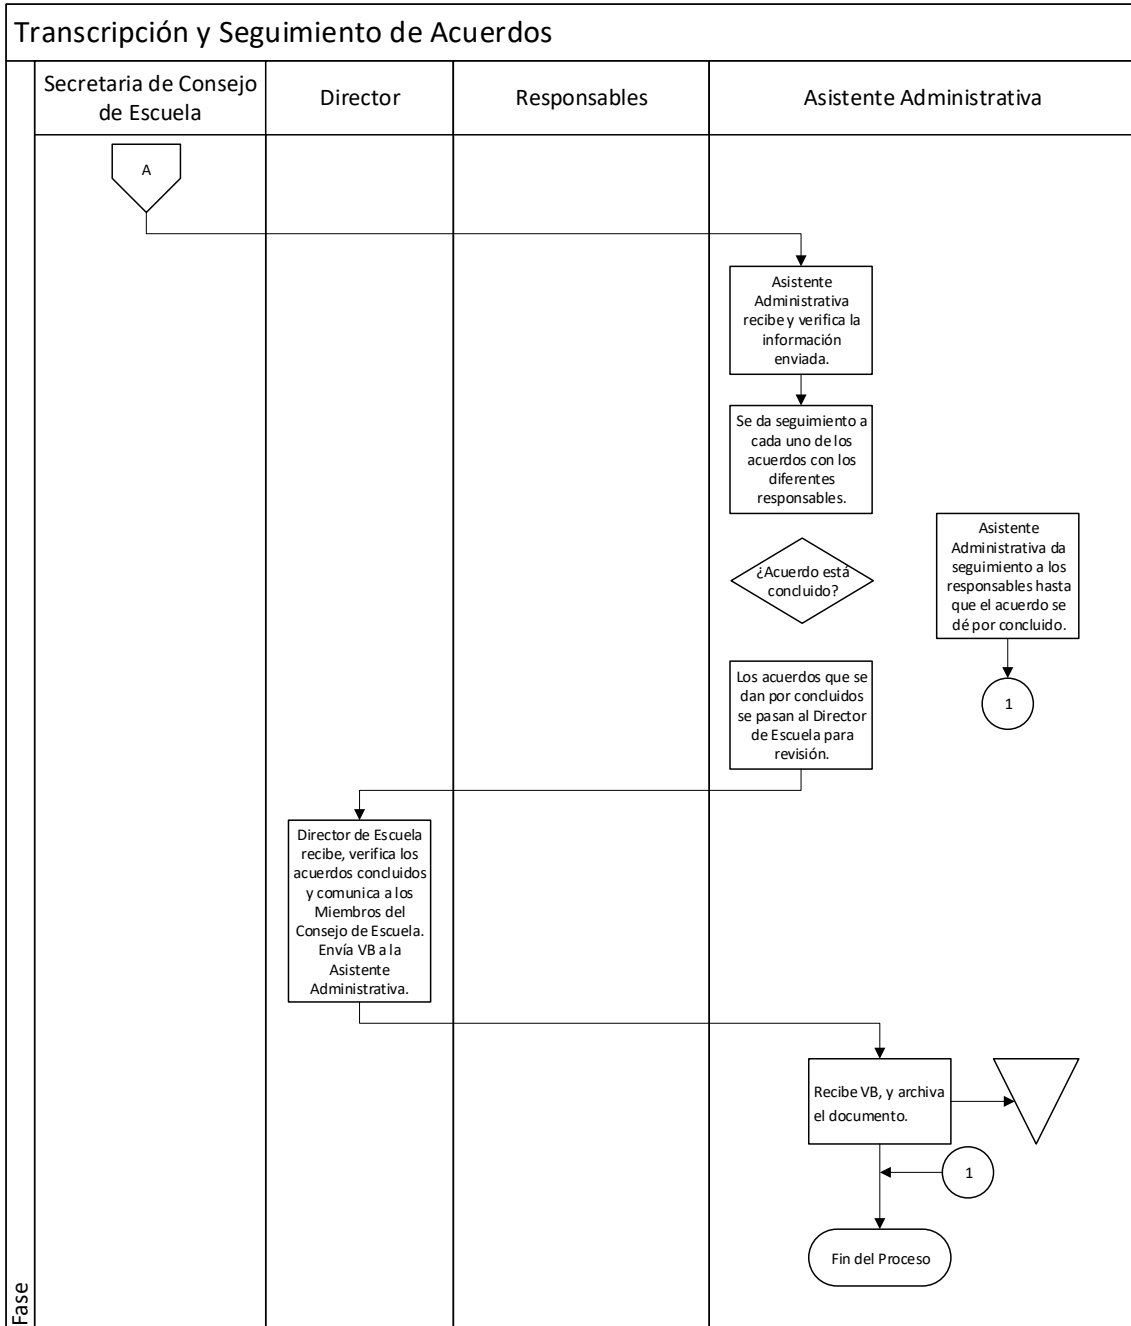 Transcripción y Seguimiento de Acuerdos
Secretaria de Consejo
de Escuela
Director
Responsables
Asistente Administrativa
A
Asistente
Administrativa
recibe y verifica la
información
enviada.
Se da seguimiento a
cada uno de los
acuerdos con los
diferentes
responsables.
¿Acuerdo está
concluido?
Asistente
Administrativa da
seguimiento a los
responsables hasta
que el acuerdo se
dé por concluido.
1
Los acuerdos que se
dan por concluidos
se pasan al Director
de Escuela para
revisión.
Director de Escuela
recibe, verifica los
acuerdos concluidos
y comunica a los
Miembros del
Consejo de Escuela.
Envía VB a la
Asistente
Administrativa.
Recibe VB, y archiva
el documento.
1
Fin del Proceso
Fase